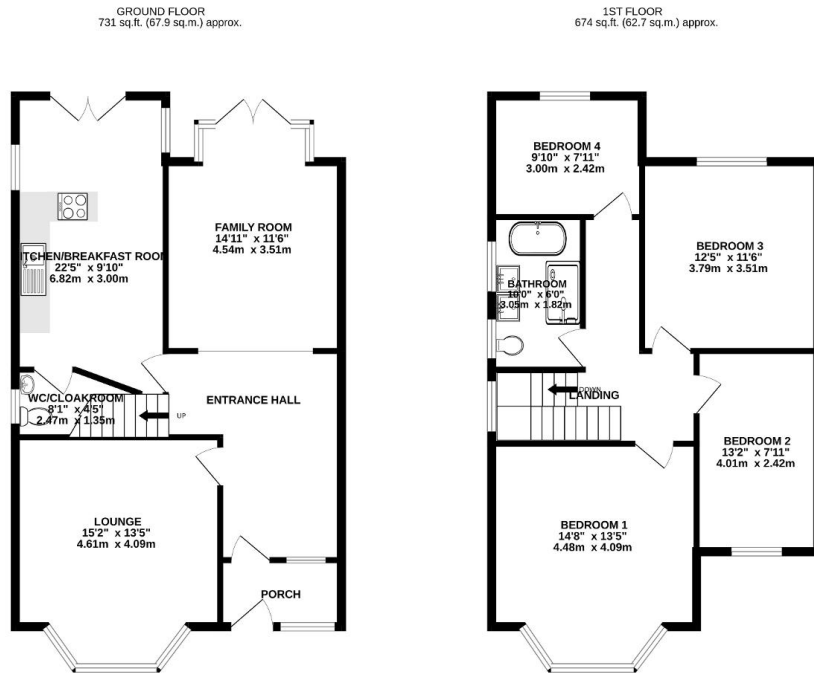 GROUND FLOOR
731 sq.ft. (67.9 sq.m.) approx.
1ST FLOOR
674 sq.ft. (62.7 sq.m.) approx.
KITCHEN/BREAKFAST ROOM
22'5" x 9'10"
6.82m x 3.00m
FAMILY ROOM
14'11" x 11'6"
4.54m x 3.51m
WC/CLOAKROOM
8'1" x 4'5"
2.47m x 1.35m
UP
ENTRANCE HALL
LOUNGE
15'2" x 13'5"
4.61m x 4.09m
PORCH
BEDROOM 4
9'10" x 7'11"
3.00m x 2.42m
BEDROOM 3
12'5" x 11'6"
3.79m x 3.51m
BATHROOM
10'0" x 6'0"
3.05m x 1.82m
DOWN
LANDING
BEDROOM 2
13'2" x 7'11"
4.01m x 2.42m
BEDROOM 1
14'8" x 13'5"
4.48m x 4.09m